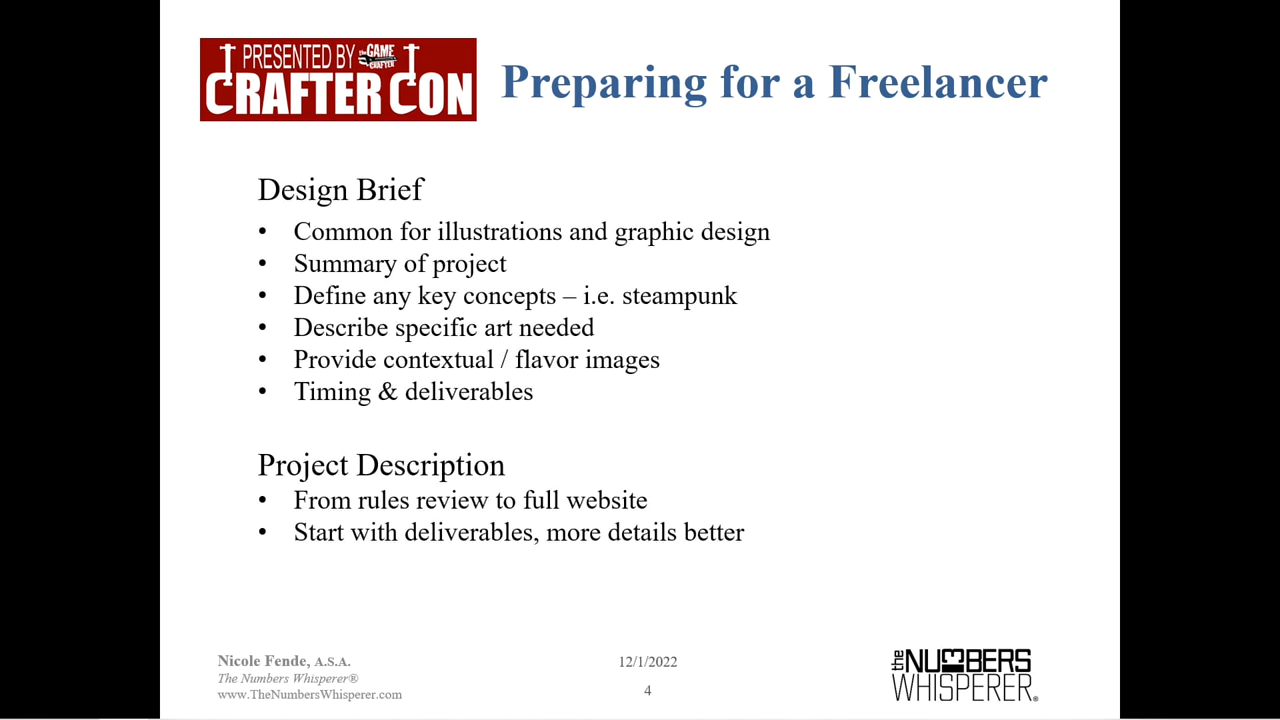 PRESENTED BY the GAME CRAFTER
CRAFTER CON
Preparing for a Freelancer
Design Brief
• Common for illustrations and graphic design
• Summary of project
• Define any key concepts – i.e. steampunk
• Describe specific art needed
• Provide contextual / flavor images
• Timing & deliverables
Project Description
• From rules review to full website
• Start with deliverables, more details better
Nicole Fende, A.S.A.
The Numbers Whisperer®
www.TheNumbersWhisperer.com
12/1/2022
4
the NUMBERS
WHISPERER®